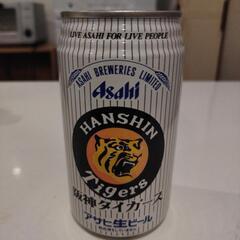 LIVE ASAHI FOR LIVE PEOPLE
ASAHI BREWERIES LIMITED
Asahi
HANSHIN
Tigers
阪神タイガース
アサヒ生ビール